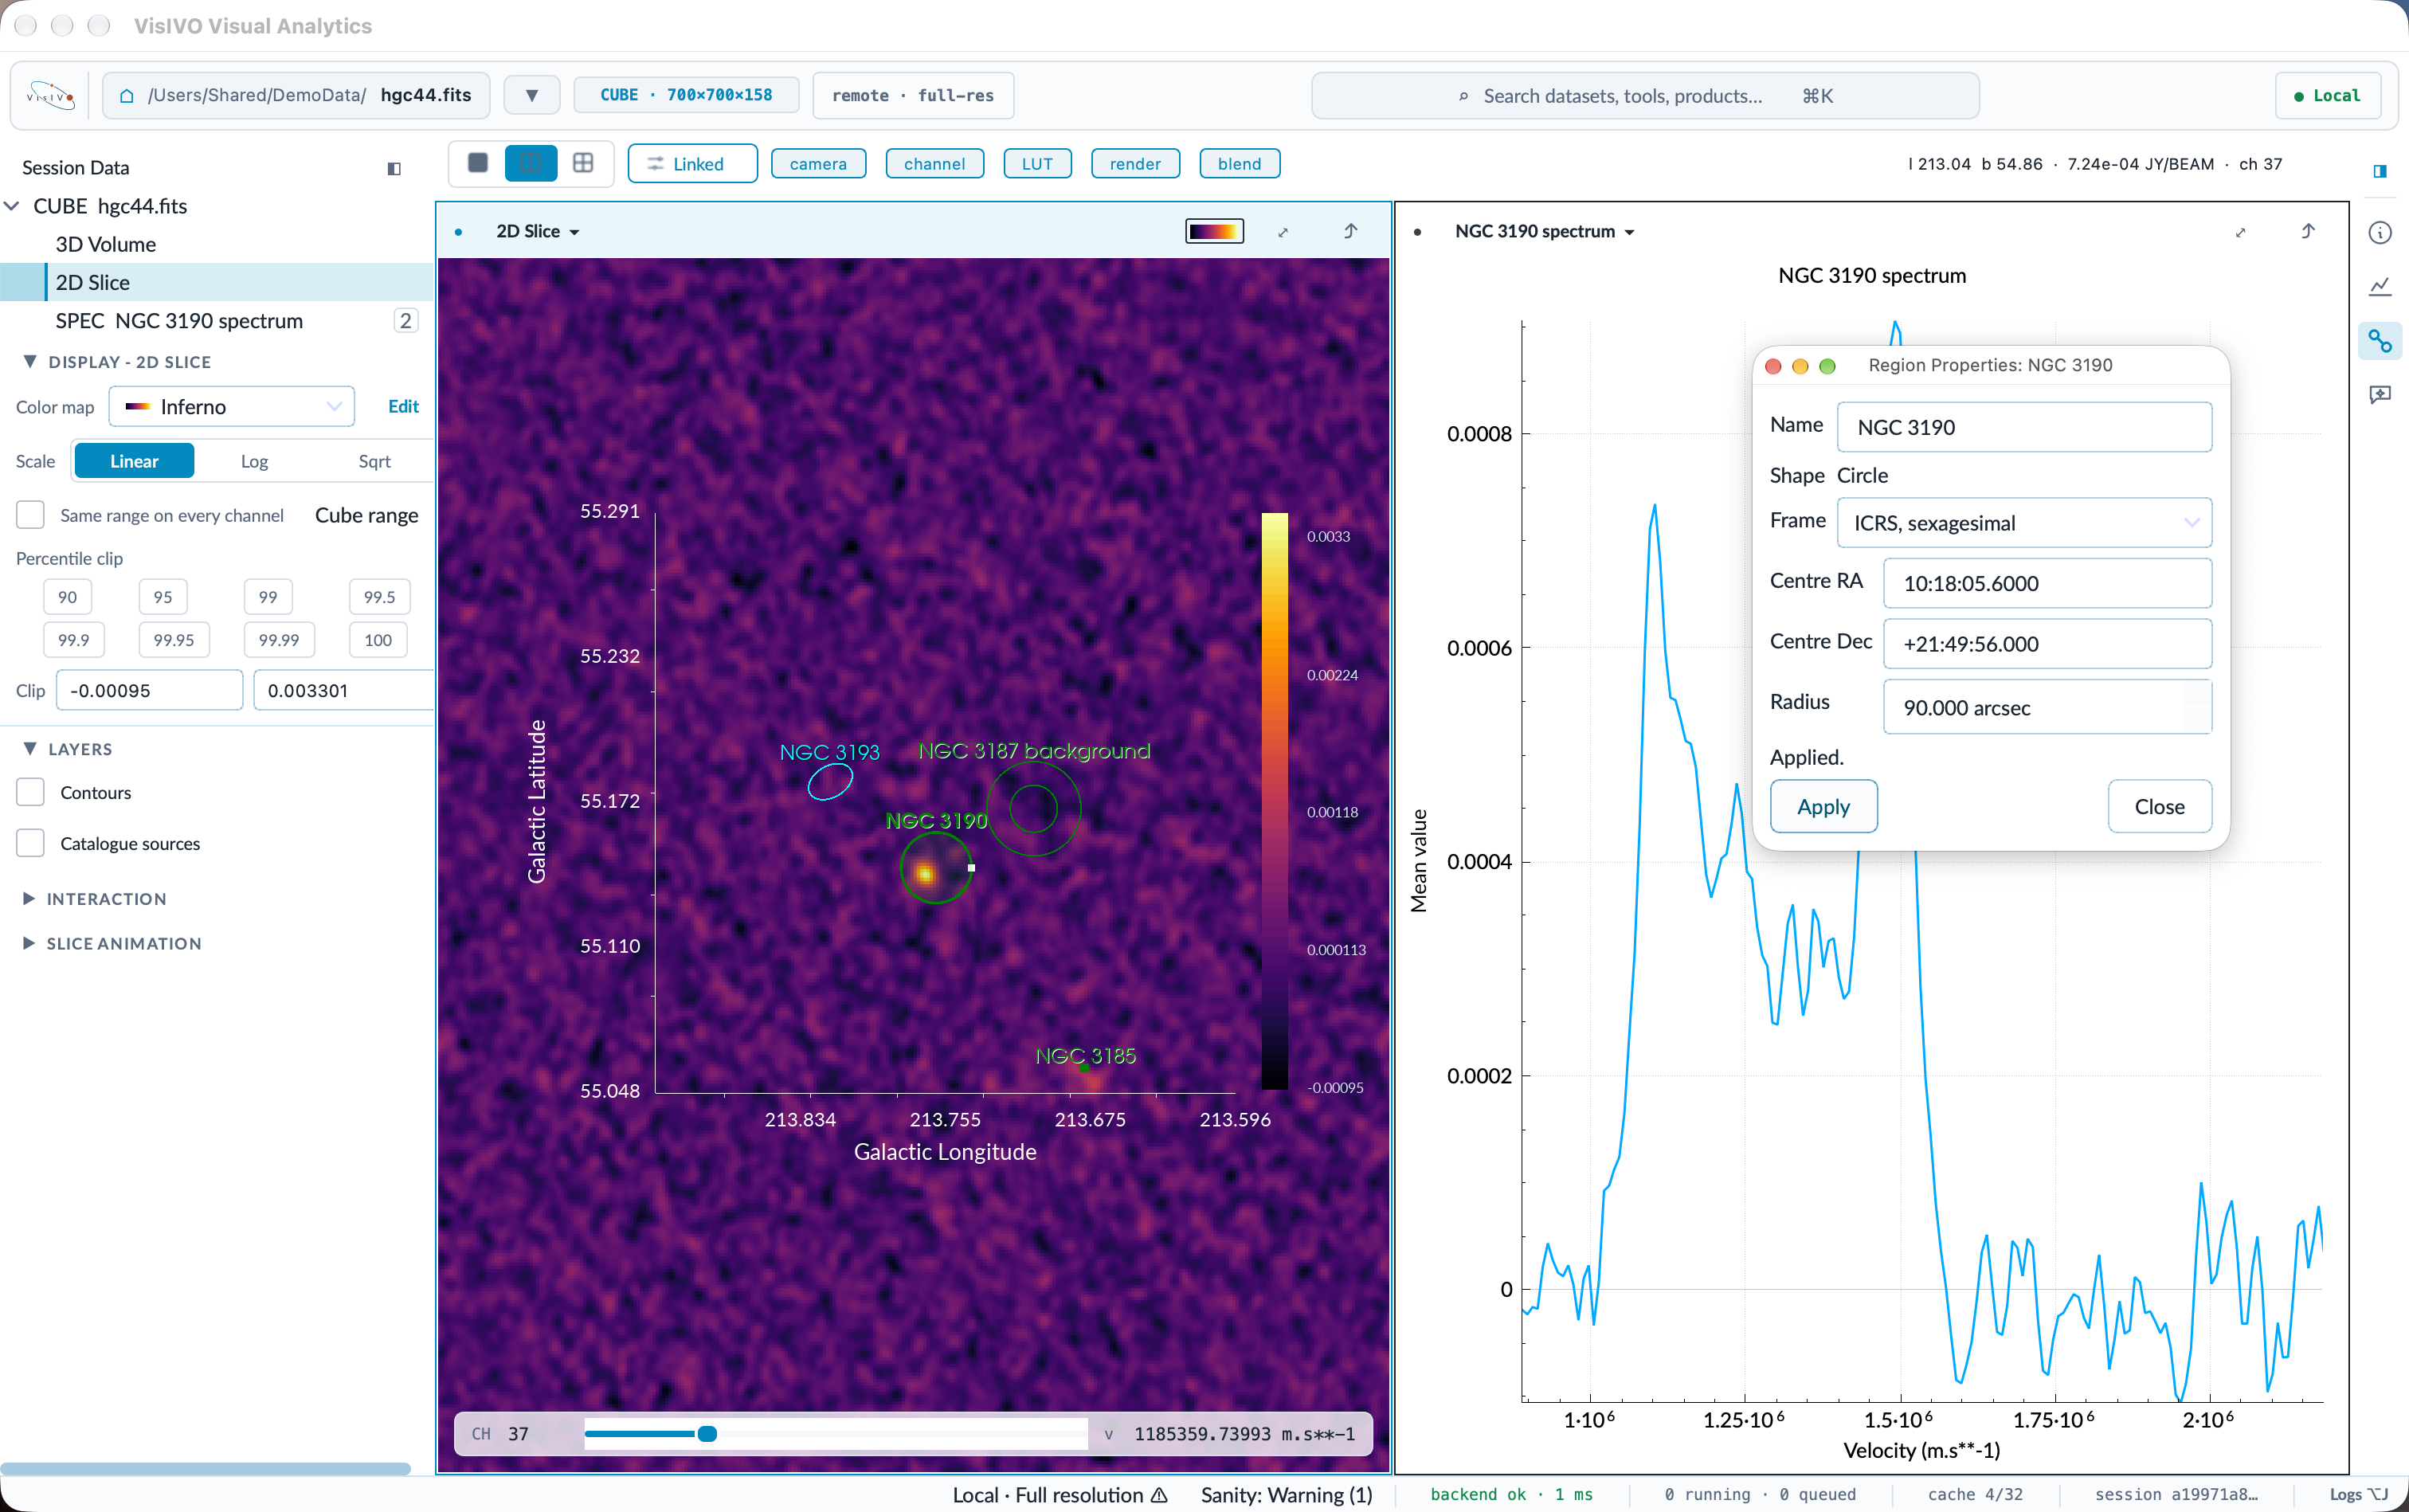 VisIVO Visual Analytics
VisIVO
/Users/Shared/DemoData/ hgc44.fits
▼
CUBE · 700×700×158
remote · full-res
Search datasets, tools, products... ⌘K
Local
Session Data
CUBE hgc44.fits
3D Volume
2D Slice
SPEC NGC 3190 spectrum 2
DISPLAY - 2D SLICE
Color map Inferno Edit
Scale Linear Log Sqrt
Same range on every channel Cube range
Percentile clip
90 95 99 99.5
99.9 99.95 99.99 100
Clip -0.00095 0.003301
LAYERS
Contours
Catalogue sources
INTERACTION
SLICE ANIMATION
Linked camera channel LUT render blend
l 213.04 b 54.86 · 7.24e-04 JY/BEAM · ch 37
2D Slice
55.291
55.232
55.172
55.110
55.048
Galactic Latitude
213.834 213.755 213.675 213.596
Galactic Longitude
NGC 3193
NGC 3187 background
NGC 3190
NGC 3185
0.0033
0.00224
0.00118
0.000113
-0.00095
CH 37 v 1185359.73993 m.s**-1
NGC 3190 spectrum
NGC 3190 spectrum
0.0008
0.0006
0.0004
0.0002
0
Mean value
1·10⁶ 1.25·10⁶ 1.5·10⁶ 1.75·10⁶ 2·10⁶
Velocity (m.s**-1)
Region Properties: NGC 3190
Name NGC 3190
Shape Circle
Frame ICRS, sexagesimal
Centre RA 10:18:05.6000
Centre Dec +21:49:56.000
Radius 90.000 arcsec
Applied.
Apply Close
Local · Full resolution ⚠ Sanity: Warning (1) backend ok · 1 ms 0 running · 0 queued cache 4/32 session a19971a8… Logs ⌥J